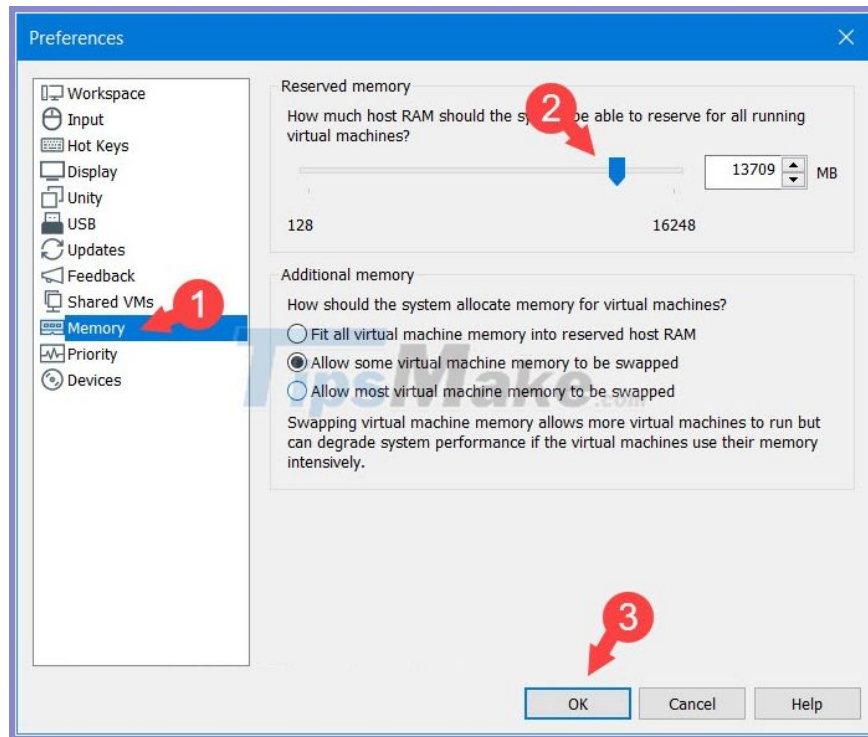 Preferences
Workspace
Input
Hot Keys
Display
Unity
USB
Updates
Feedback
Shared VMs
Memory
Priority
Devices
1
Reserved memory
How much host RAM should the sy be able to reserve for all running
virtual machines?
2
13709 MB
128 16248
Additional memory
How should the system allocate memory for virtual machines?
Fit all virtual machine memory into reserved host RAM
Allow some virtual machine memory to be swapped
Allow most virtual machine memory to be swapped
TipsMake.com
Swapping virtual machine memory allows more virtual machines to run but
can degrade system performance if the virtual machines use their memory
intensively.
3
OK Cancel Help